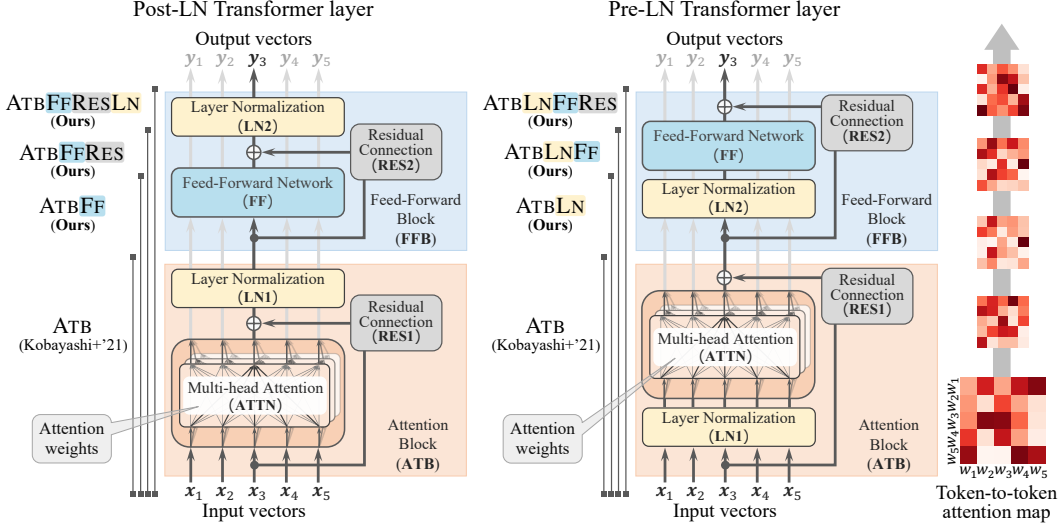 Post-LN Transformer layer
Output vectors
y1 y2 y3 y4 y5
ATBFFRESLN
(Ours)
ATBFFRES
(Ours)
ATBFF
(Ours)
ATB
(Kobayashi+'21)
Layer Normalization
(LN2)
Residual
Connection
(RES2)
Feed-Forward Network
(FF)
Feed-Forward
Block
(FFB)
Layer Normalization
(LN1)
Residual
Connection
(RES1)
Multi-head Attention
(ATTN)
Attention
weights
Attention
Block
(ATB)
x1 x2 x3 x4 x5
Input vectors
Pre-LN Transformer layer
Output vectors
y1 y2 y3 y4 y5
ATBLNFFRES
(Ours)
ATBLNFF
(Ours)
ATBLN
(Ours)
ATB
(Kobayashi+'21)
Residual
Connection
(RES2)
Feed-Forward Network
(FF)
Layer Normalization
(LN2)
Feed-Forward
Block
(FFB)
Residual
Connection
(RES1)
Multi-head Attention
(ATTN)
Attention
weights
Layer Normalization
(LN1)
Attention
Block
(ATB)
x1 x2 x3 x4 x5
Input vectors
w5w4w3w2w1
w1w2w3w4w5
Token-to-token
attention map